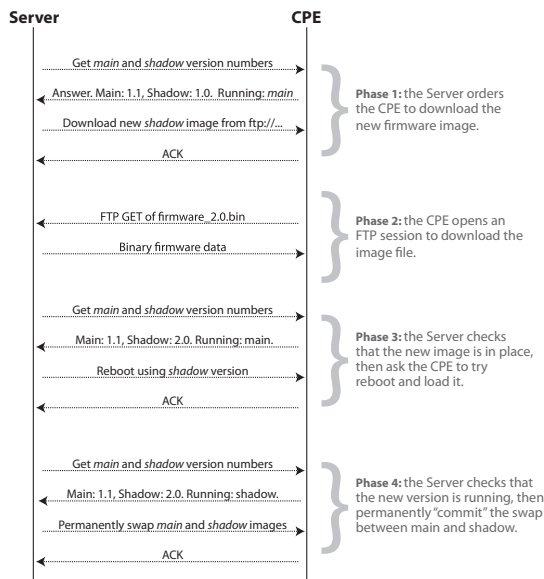 Server CPE
Get main and shadow version numbers
Answer. Main: 1.1, Shadow: 1.0. Running: main
Download new shadow image from ftp://...
ACK
Phase 1: the Server orders
the CPE to download the
new firmware image.
FTP GET of firmware_2.0.bin
Binary firmware data
Phase 2: the CPE opens an
FTP session to download the
image file.
Get main and shadow version numbers
Main: 1.1, Shadow: 2.0. Running: main.
Reboot using shadow version
ACK
Phase 3: the Server checks
that the new image is in place,
then ask the CPE to try
reboot and load it.
Get main and shadow version numbers
Main: 1.1, Shadow: 2.0. Running: shadow.
Permanently swap main and shadow images
ACK
Phase 4: the Server checks that
the new version is running, then
permanently “commit” the swap
between main and shadow.